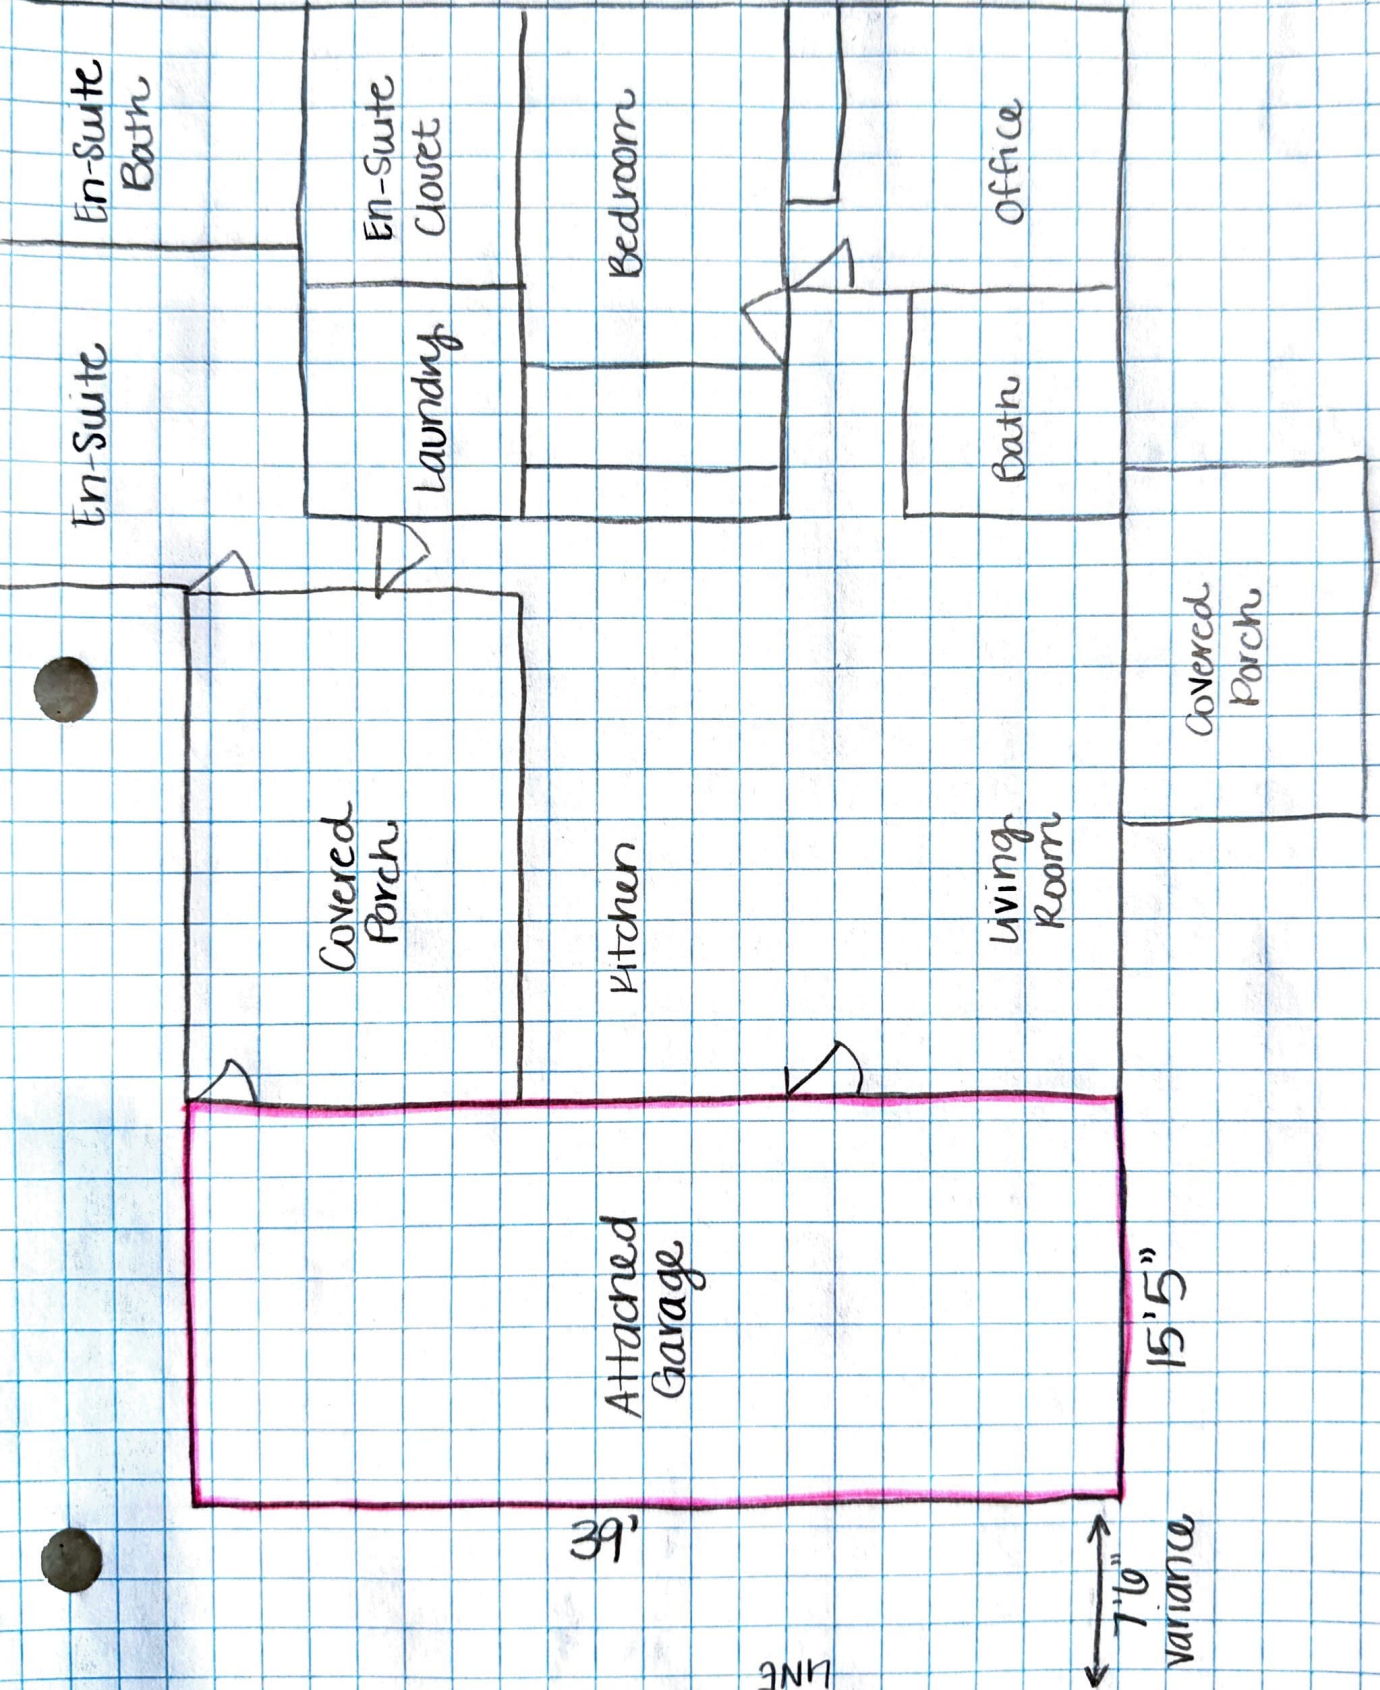 En-Suite
Bath
En-Suite
Closet
Bedroom
Office
En-Suite
Laundry
Bath
Covered
Porch
Kitchen
Living
Room
Covered
Porch
Attached
Garage
15'5"
39'
7'6"
variance
LINE